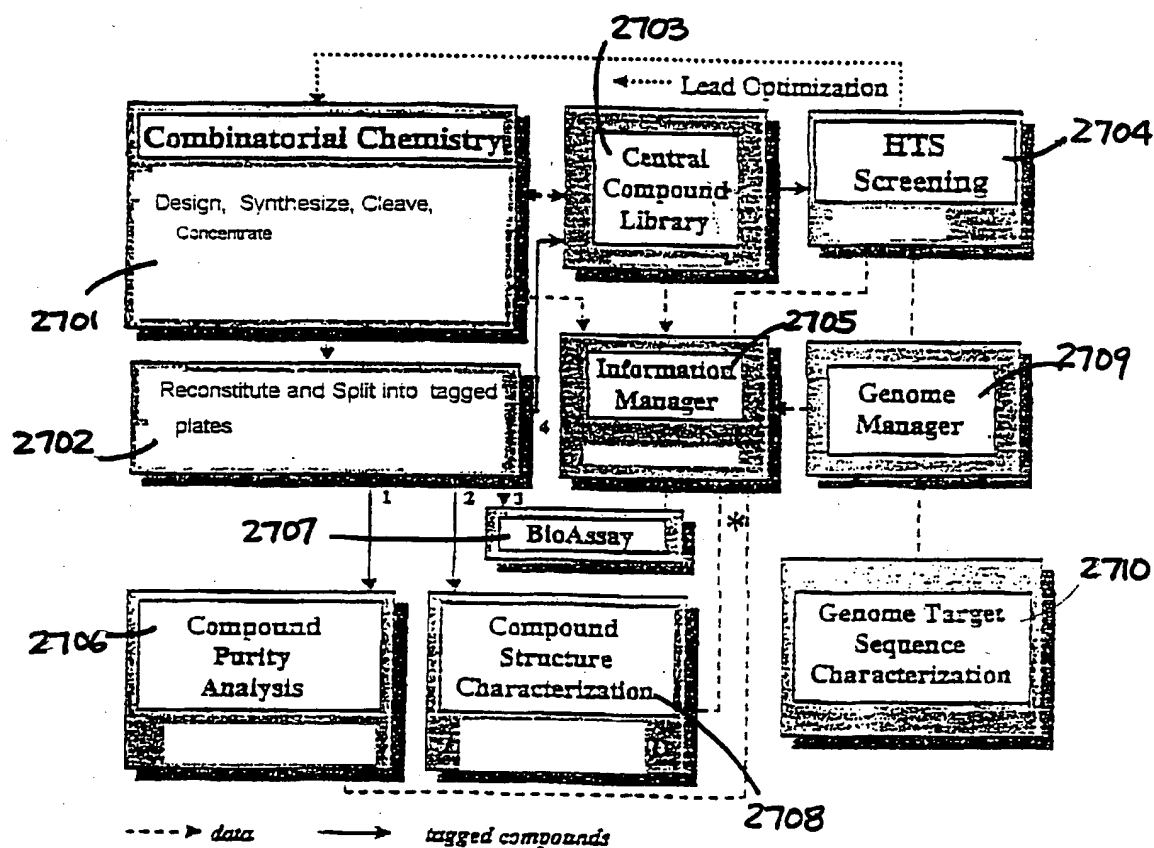 2703
Lead Optimization
Combinatorial Chemistry
Design, Synthesize, Cleave,
Concentrate
2701
Central
Compound
Library
HTS
Screening
2704
2705
Reconstitute and Split into tagged
plates
2702
4
Information
Manager
Genome
Manager
2709
1
2
3
2707
BioAssay
*
2706
Compound
Purity
Analysis
Compound
Structure
Characterization
2708
Genome Target
Sequence
Characterization
2710
data
tagged compounds